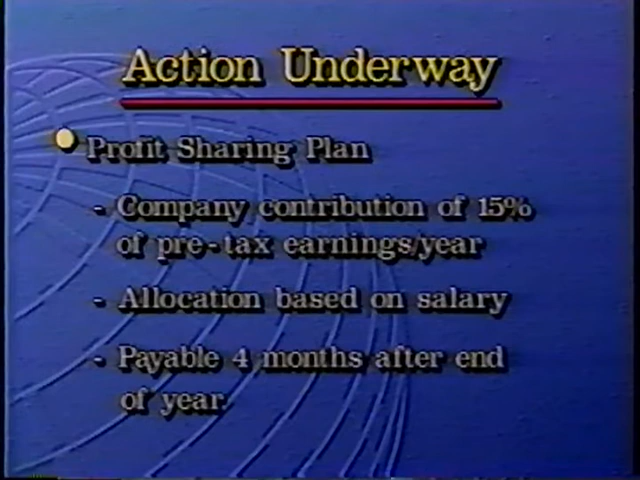 Action Underway
Profit Sharing Plan
- Company contribution of 15%
of pre-tax earnings/year
- Allocation based on salary
- Payable 4 months after end
of year.